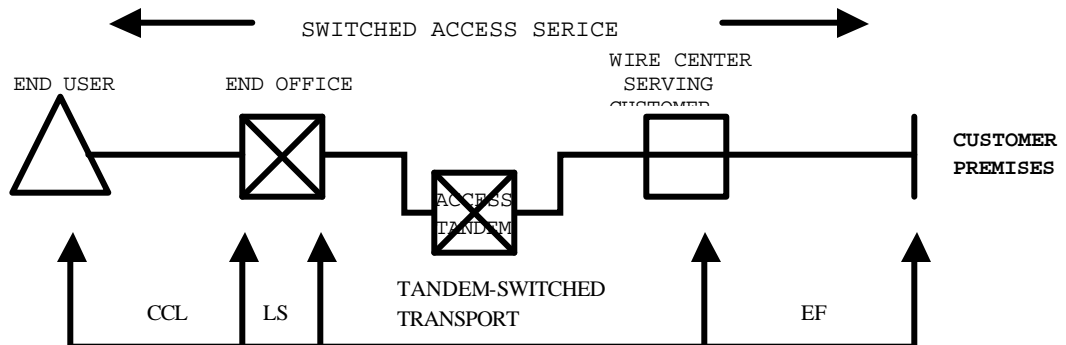 SWITCHED ACCESS SERICE
WIRE CENTER
SERVING
CUSTOMER
END USER
END OFFICE
CUSTOMER
PREMISES
ACCESS
TANDEM
TANDEM-SWITCHED
TRANSPORT
CCL
LS
EF